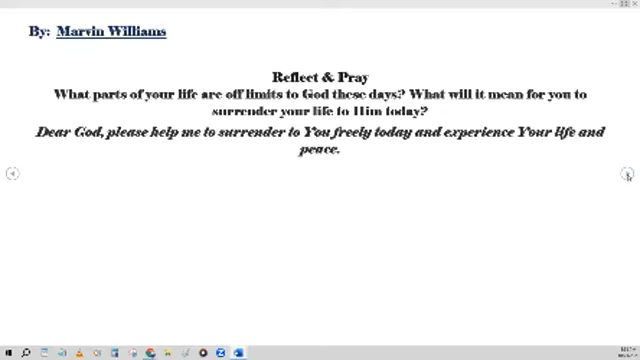 By: Marvin Williams
Reflect & Pray
What parts of your life are off limits to God these days? What will it mean for you to
surrender your life to Him today?
Dear God, please help me to surrender to You freely today and experience Your life and
peace.